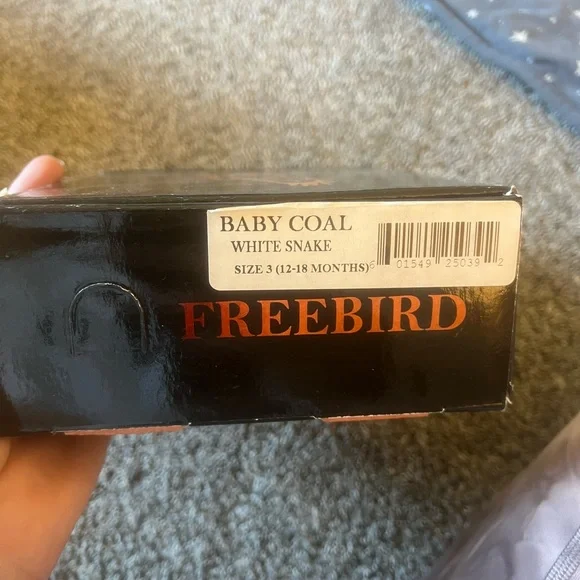 BABY COAL
WHITE SNAKE
SIZE 3 (12-18 MONTHS)
6 01549 25039 2
FREEBIRD